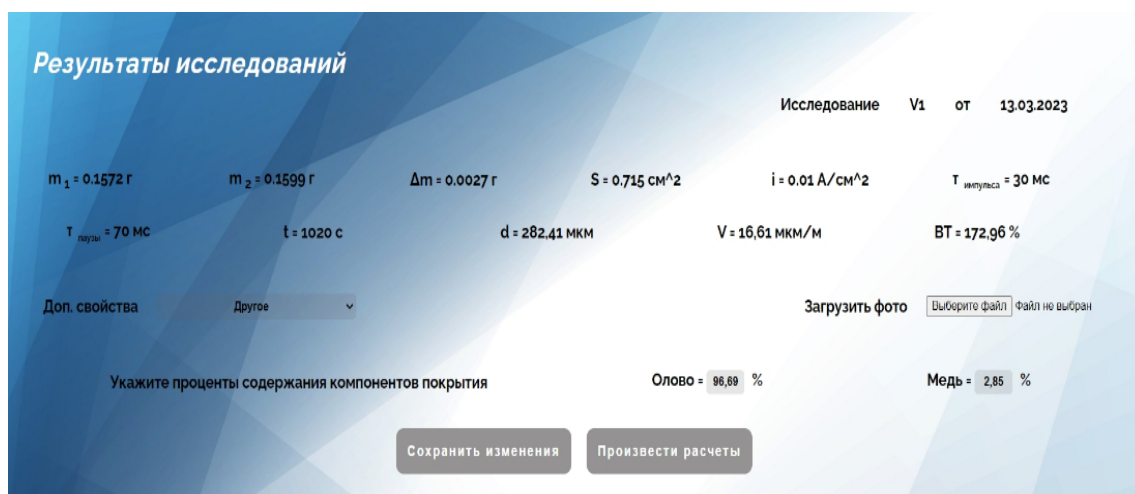 Результаты исследований
Исследование V1 от 13.03.2023
m 1 = 0.1572 г m 2 = 0.1599 г Δm = 0.0027 г S = 0.715 см^2 i = 0.01 А/см^2 τ импульса = 30 мс
τ паузы = 70 мс t = 1020 с d = 282,41 мкм V = 16,61 мкм/м ВТ = 172,96 %
Доп. свойства Другое Загрузить фото Выберите файл Файл не выбран
Укажите проценты содержания компонентов покрытия Олово = 96,69 % Медь = 2,85 %
Сохранить изменения Произвести расчеты